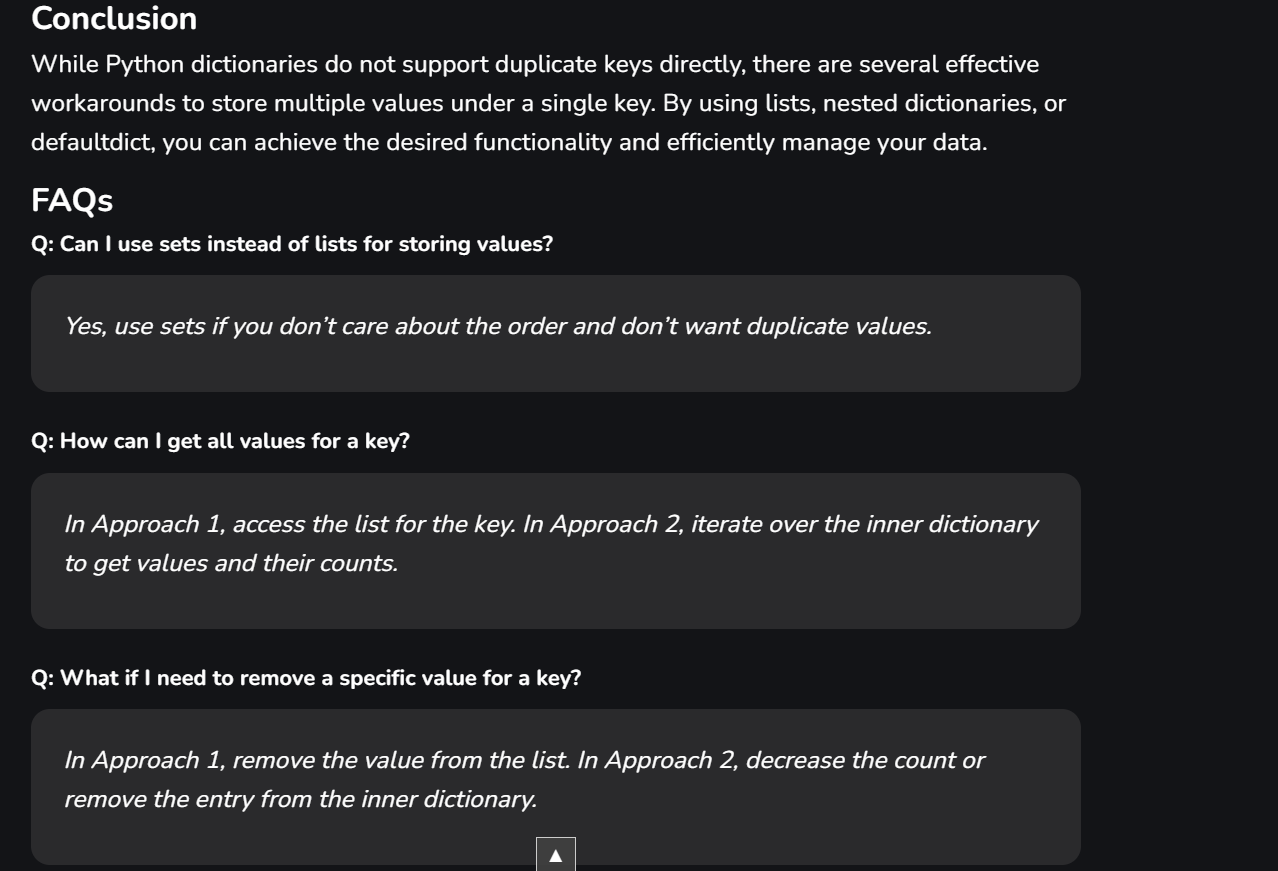 Conclusion
While Python dictionaries do not support duplicate keys directly, there are several effective
workarounds to store multiple values under a single key. By using lists, nested dictionaries, or
defaultdict, you can achieve the desired functionality and efficiently manage your data.
FAQs
Q: Can I use sets instead of lists for storing values?
Yes, use sets if you don’t care about the order and don’t want duplicate values.
Q: How can I get all values for a key?
In Approach 1, access the list for the key. In Approach 2, iterate over the inner dictionary
to get values and their counts.
Q: What if I need to remove a specific value for a key?
In Approach 1, remove the value from the list. In Approach 2, decrease the count or
remove the entry from the inner dictionary.